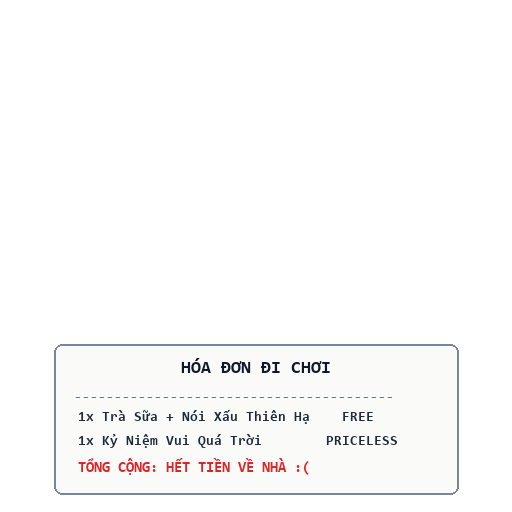 HÓA ĐƠN ĐI CHƠI
----------------------------------------
1x Trà Sữa + Nói Xấu Thiên Hạ    FREE
1x Kỷ Niệm Vui Quá Trời        PRICELESS
TỔNG CỘNG: HẾT TIỀN VỀ NHÀ :(